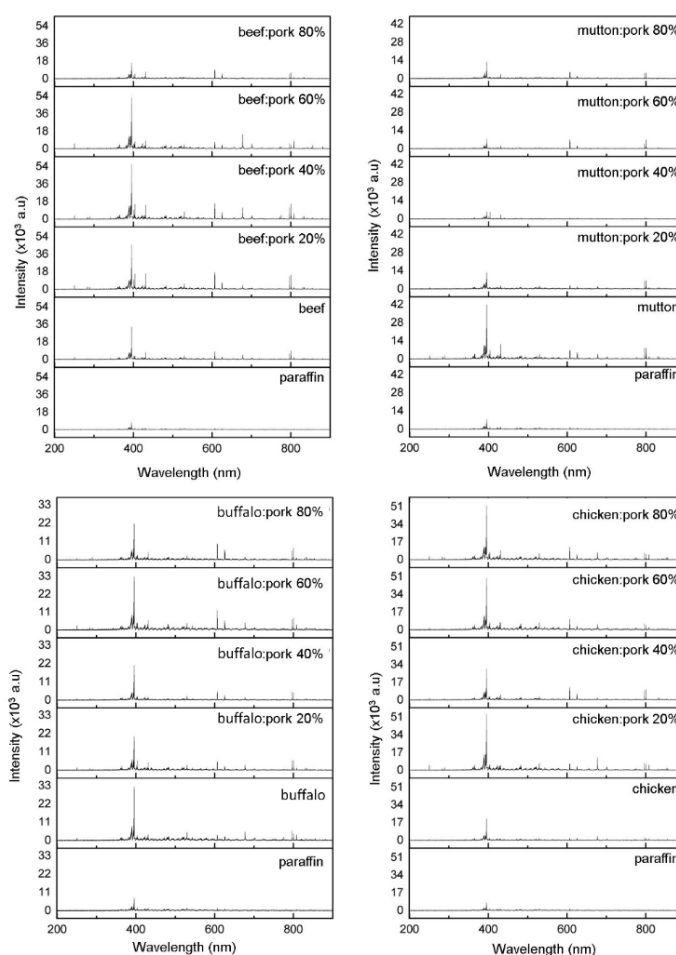 54
36
18
0
beef:pork 80%
54
36
18
0
beef:pork 60%
54
36
18
0
beef:pork 40%
54
36
18
0
beef:pork 20%
54
36
18
0
beef
54
36
18
0
paraffin
Intensity (x10³ a.u)
200 400 600 800
Wavelength (nm)
42
28
14
0
mutton:pork 80%
42
28
14
0
mutton:pork 60%
42
28
14
0
mutton:pork 40%
42
28
14
0
mutton:pork 20%
42
28
14
0
mutton
42
28
14
0
paraffin
Intensity (x10³ a.u)
200 400 600 800
Wavelength (nm)
33
22
11
0
buffalo:pork 80%
33
22
11
0
buffalo:pork 60%
33
22
11
0
buffalo:pork 40%
33
22
11
0
buffalo:pork 20%
33
22
11
0
buffalo
33
22
11
0
paraffin
Intensity (x10³ a.u)
200 400 600 800
Wavelength (nm)
51
34
17
0
chicken:pork 80%
51
34
17
0
chicken:pork 60%
51
34
17
0
chicken:pork 40%
51
34
17
0
chicken:pork 20%
51
34
17
0
chicken
51
34
17
0
paraffin
Intensity (x10³ a.u)
200 400 600 800
Wavelength (nm)